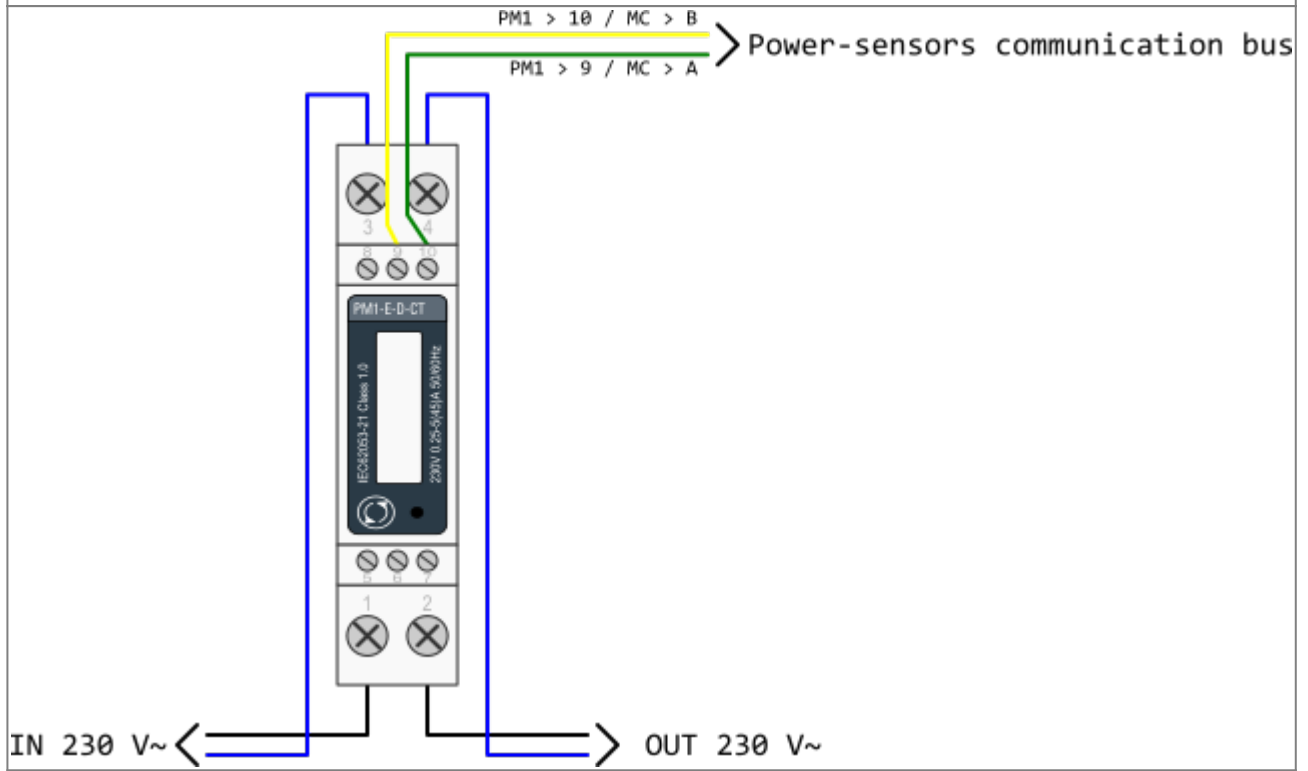 PM1 > 10 / MC > B
Power-sensors communication bus
PM1 > 9 / MC > A
3 4
8 9 10
PM1-E-D-CT
IEC62053-21 Class 1.0
230V 0.25-5(45)A 50/60Hz
5 6 7
1 2
IN 230 V~
OUT 230 V~